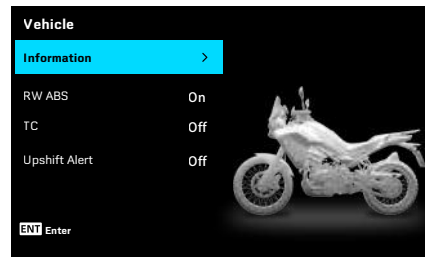 Vehicle
Information >
RW ABS On
TC Off
Upshift Alert Off
ENT Enter